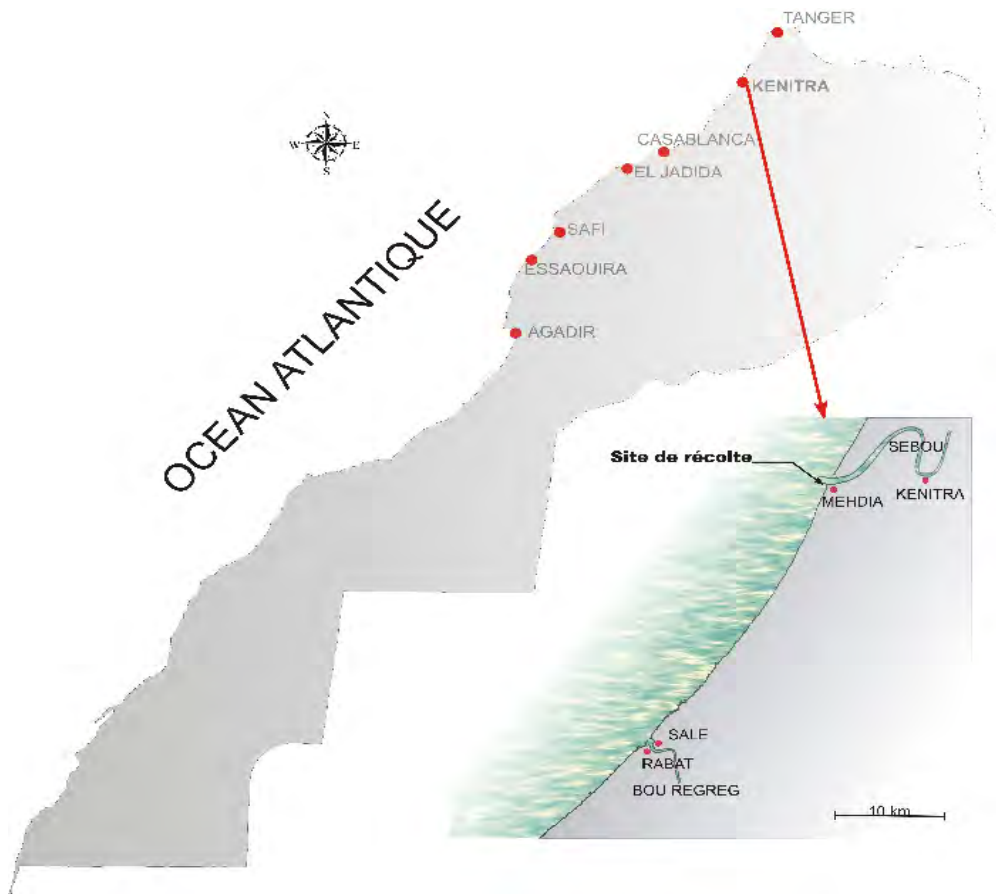 TANGER
KENITRA
CASABLANCA
EL JADIDA
SAFI
ESSAOUIRA
AGADIR
N
W E
S
OCEAN ATLANTIQUE
Site de récolte
SEBOU
MEHDIA
KENITRA
SALE
RABAT
BOU REGREG
10 km